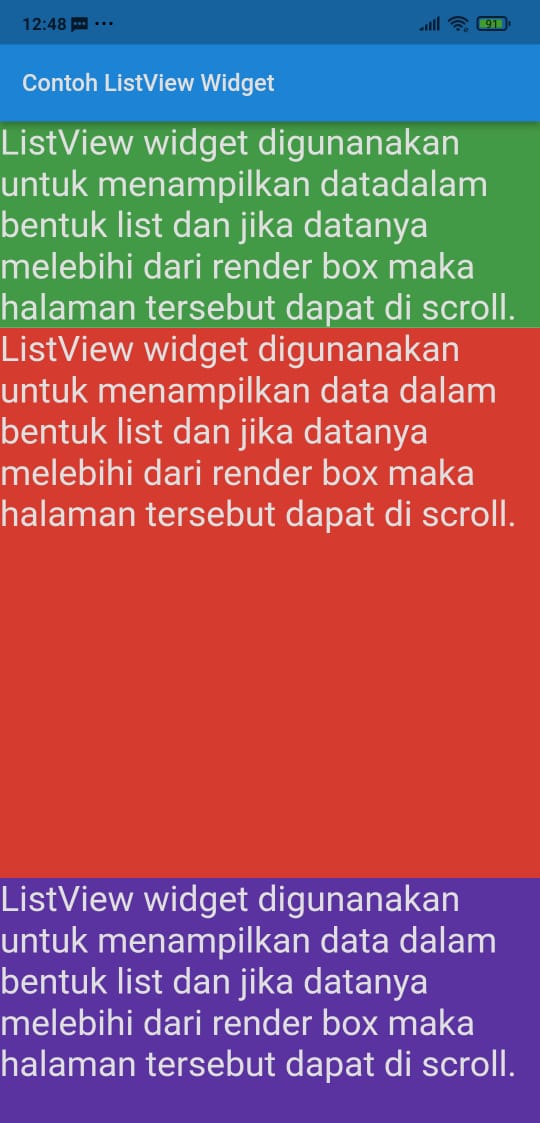 12:48
91
Contoh ListView Widget
ListView widget digunanakan
untuk menampilkan datadalam
bentuk list dan jika datanya
melebihi dari render box maka
halaman tersebut dapat di scroll.
ListView widget digunanakan
untuk menampilkan data dalam
bentuk list dan jika datanya
melebihi dari render box maka
halaman tersebut dapat di scroll.
ListView widget digunanakan
untuk menampilkan data dalam
bentuk list dan jika datanya
melebihi dari render box maka
halaman tersebut dapat di scroll.